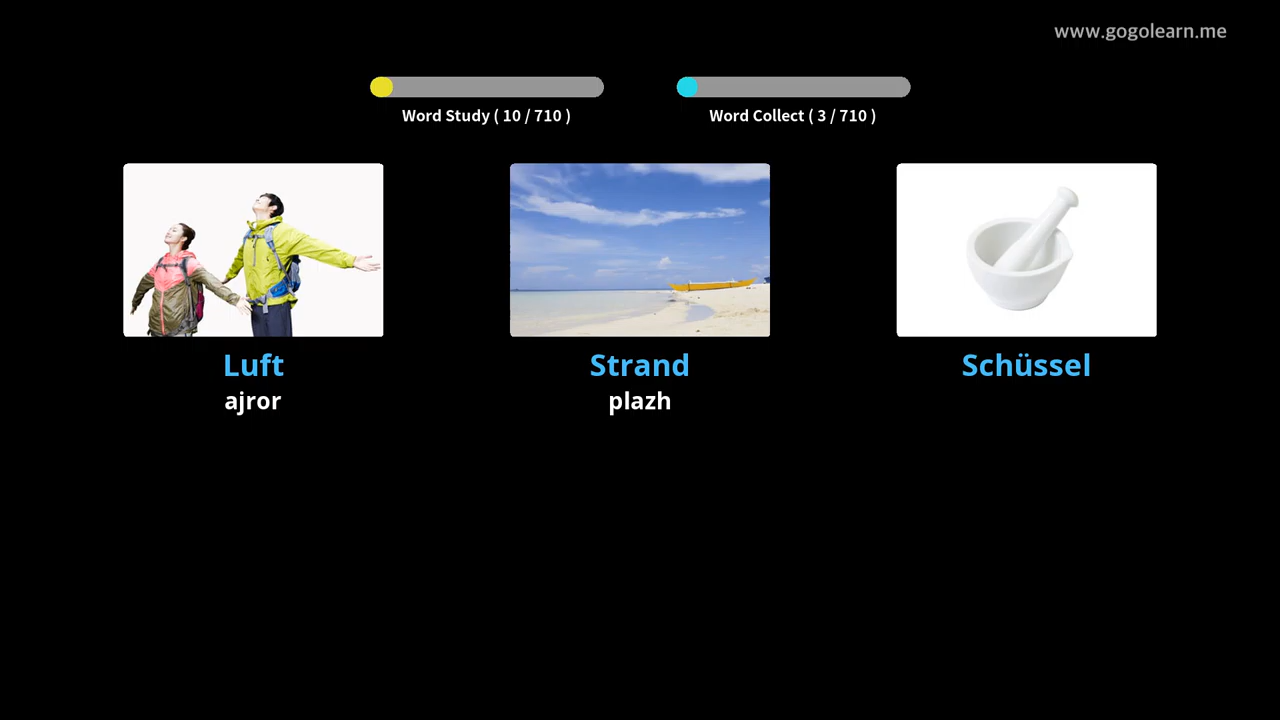 www.gogolearn.me
Word Study ( 10 / 710 )
Word Collect ( 3 / 710 )
Luft
ajror
Strand
plazh
Schüssel